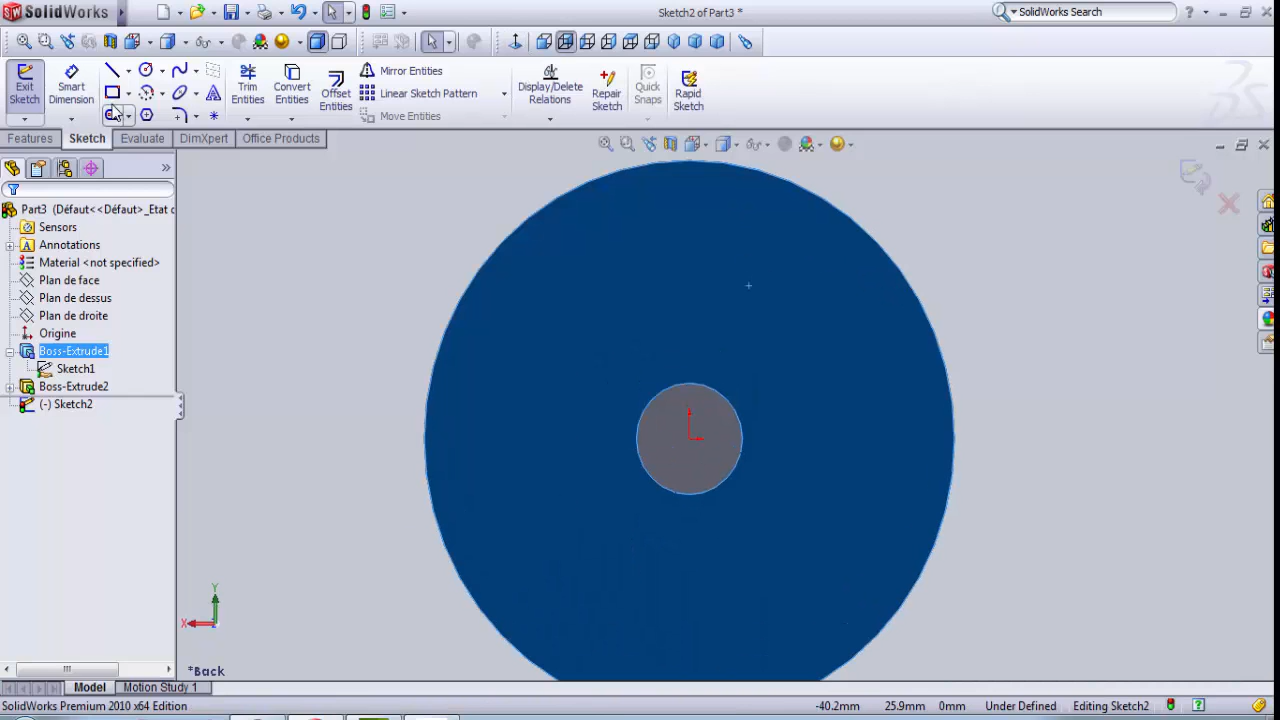 SW SolidWorks
Sketch2 of Part3 *
SolidWorks Search
Exit Sketch
Smart Dimension
Trim Entities
Convert Entities
Offset Entities
Mirror Entities
Linear Sketch Pattern
Move Entities
Display/Delete Relations
Repair Sketch
Quick Snaps
Rapid Sketch
Features
Sketch
Evaluate
DimXpert
Office Products
Part3 (Défaut<<Défaut>_Etat c
Sensors
Annotations
Material <not specified>
Plan de face
Plan de dessus
Plan de droite
Origine
Boss-Extrude1
Sketch1
Boss-Extrude2
(-) Sketch2
Y
X
*Back
Model
Motion Study 1
SolidWorks Premium 2010 x64 Edition
-40.2mm
25.9mm
0mm
Under Defined
Editing Sketch2